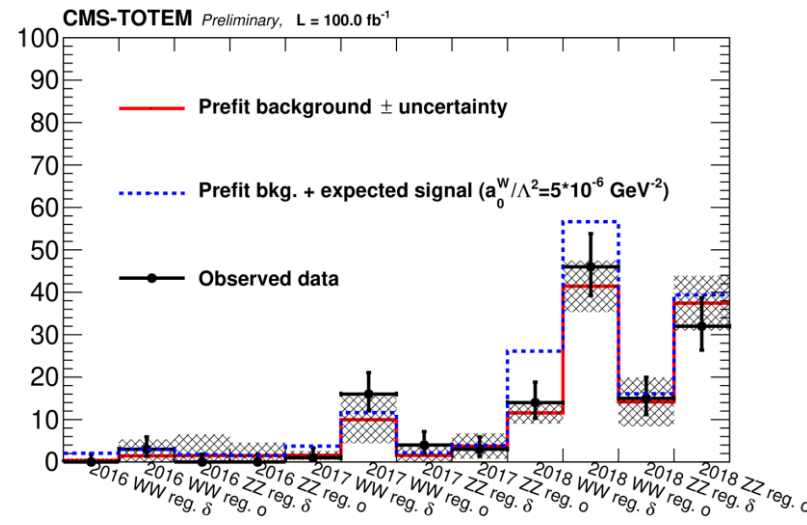 CMS-TOTEM Preliminary, L = 100.0 fb⁻¹
100
90
80
70
60
50
40
30
20
10
0
Prefit background ± uncertainty
Prefit bkg. + expected signal (a₀ᵂ/Λ²=5*10⁻⁶ GeV⁻²)
Observed data
2016 WW reg. δ
2016 WW reg. o
2016 ZZ reg. δ
2016 ZZ reg. o
2017 WW reg. δ
2017 WW reg. o
2017 ZZ reg. δ
2017 ZZ reg. o
2018 WW reg. δ
2018 WW reg. o
2018 ZZ reg. δ
2018 ZZ reg. o